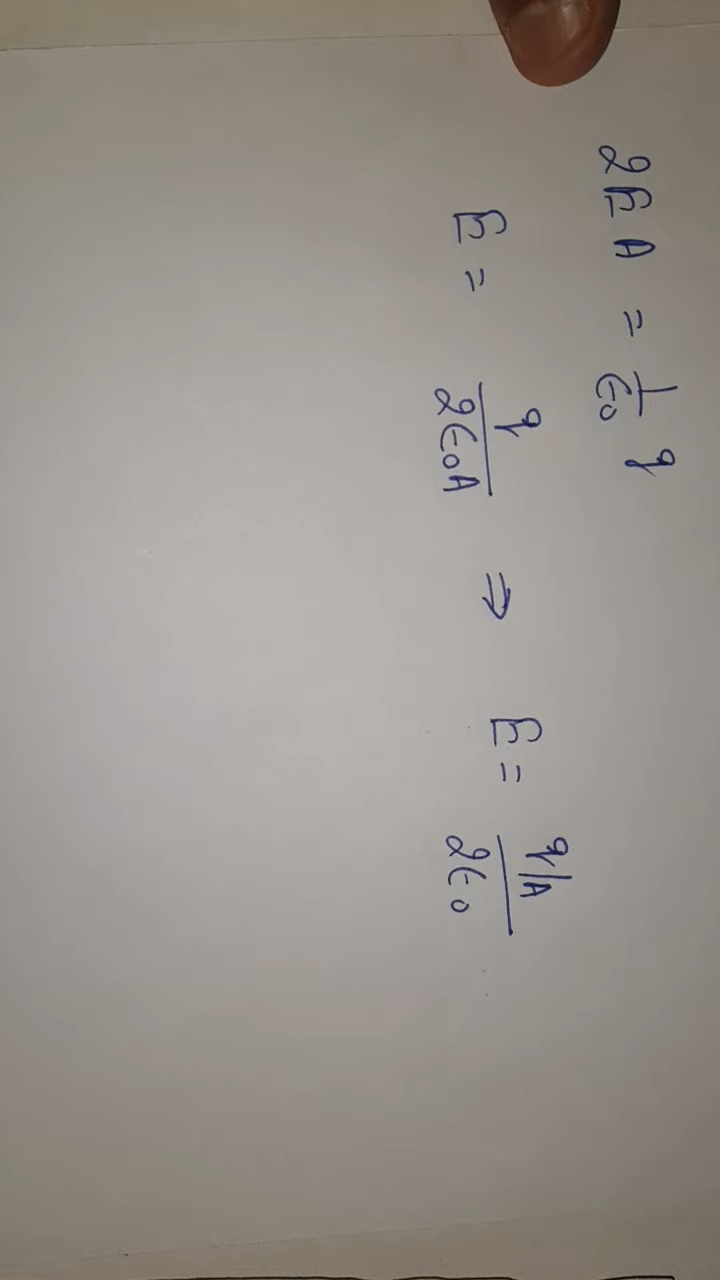 2EA = 1/ε₀ q
E = q/2ε₀A ⇒ E = q/A/2ε₀